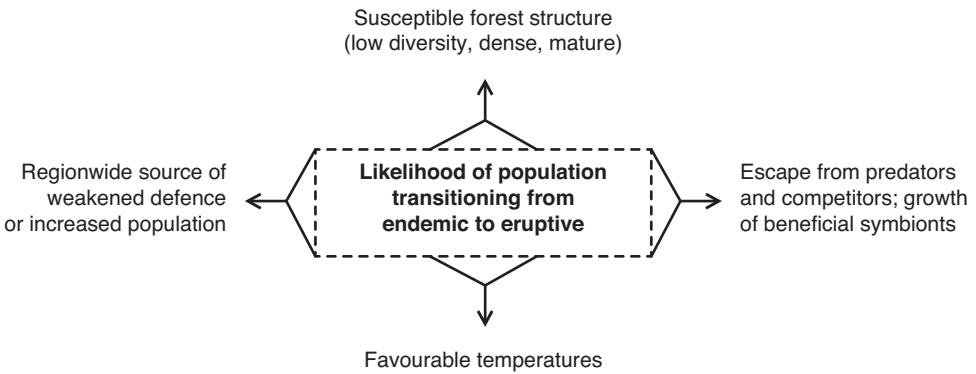 Susceptible forest structure
(low diversity, dense, mature)
Regionwide source of
weakened defence
or increased population
Likelihood of population
transitioning from
endemic to eruptive
Escape from predators
and competitors; growth
of beneficial symbionts
Favourable temperatures